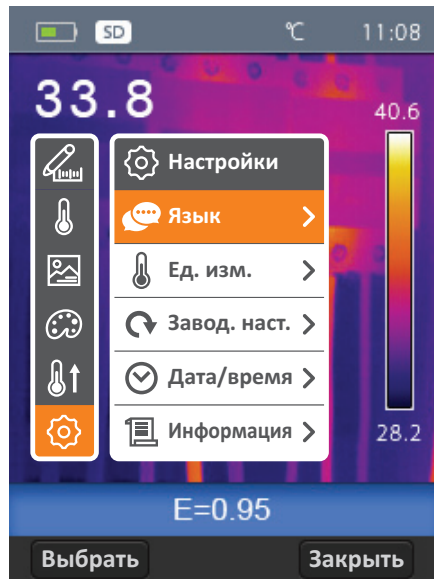 SD ℃ 11:08
33.8
40.6
Настройки
Язык
Ед. изм.
Завод. наст.
Дата/время
Информация
28.2
E=0.95
Выбрать Закрыть